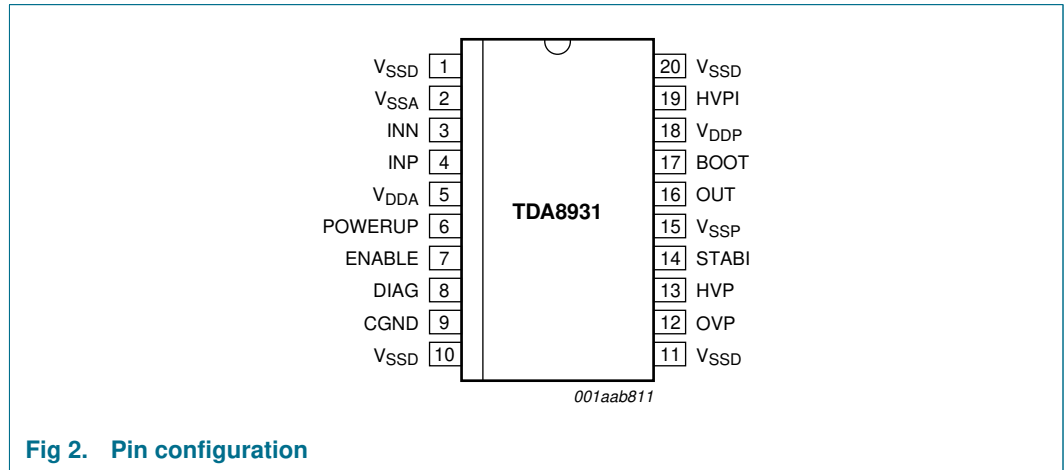 VSSD 1 20 VSSD
VSSA 2 19 HVPI
INN 3 18 VDDP
INP 4 17 BOOT
VDDA 5 16 OUT
TDA8931
POWERUP 6 15 VSSP
ENABLE 7 14 STABI
DIAG 8 13 HVP
CGND 9 12 OVP
VSSD 10 11 VSSD
001aab811
Fig 2. Pin configuration